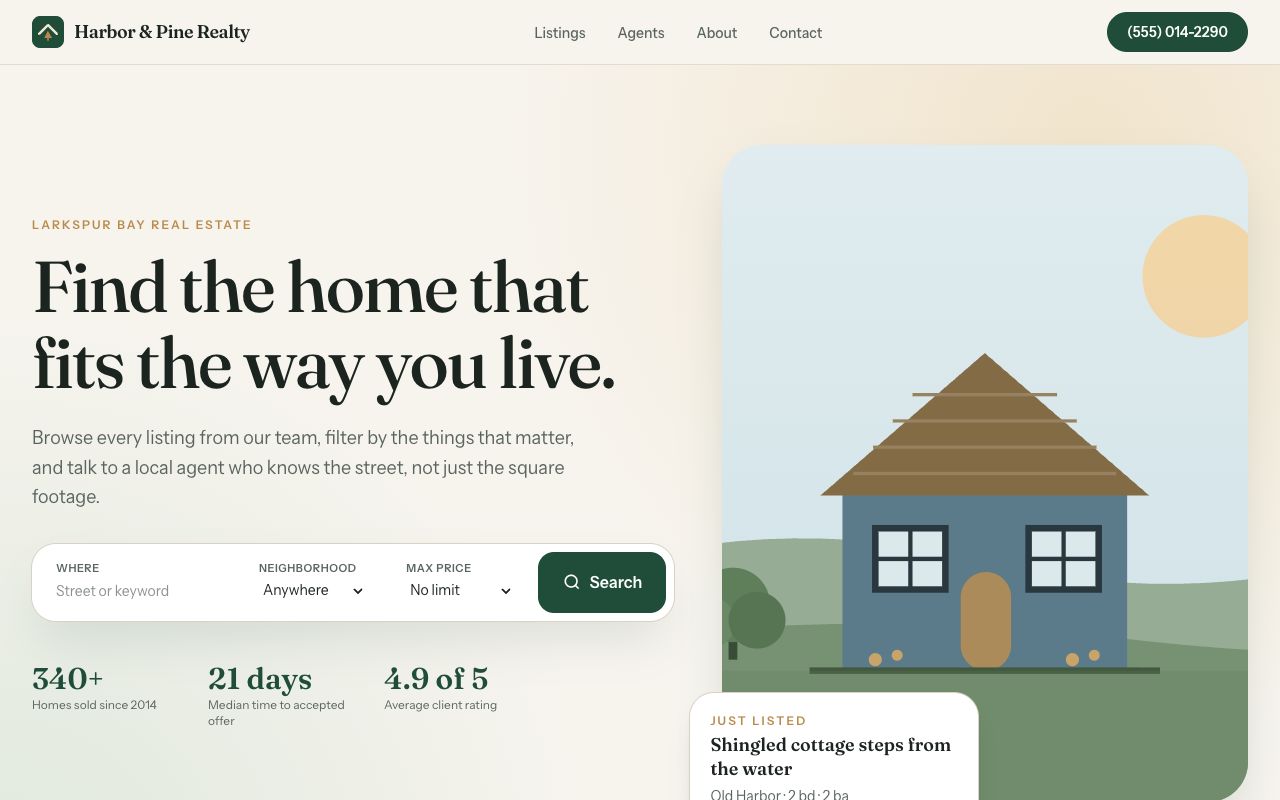 Harbor & Pine Realty
Listings
Agents
About
Contact
(555) 014-2290
LARKSPUR BAY REAL ESTATE
Find the home that
fits the way you live.
Browse every listing from our team, filter by the things that matter,
and talk to a local agent who knows the street, not just the square
footage.
WHERE
Street or keyword
NEIGHBORHOOD
Anywhere
MAX PRICE
No limit
Search
340+
Homes sold since 2014
21 days
Median time to accepted
offer
4.9 of 5
Average client rating
JUST LISTED
Shingled cottage steps from
the water
Old Harbor · 2 bd · 2 ba